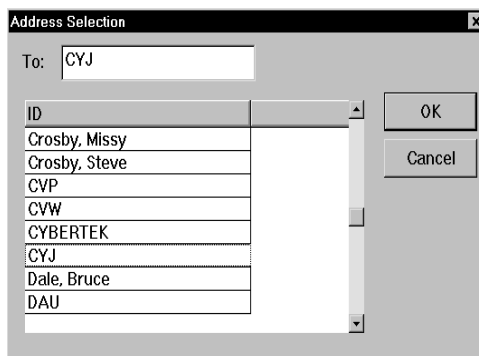 Address Selection
To: CYJ
ID
Crosby, Missy
Crosby, Steve
CVP
CVW
CYBERTEK
CYJ
Dale, Bruce
DAU
OK
Cancel